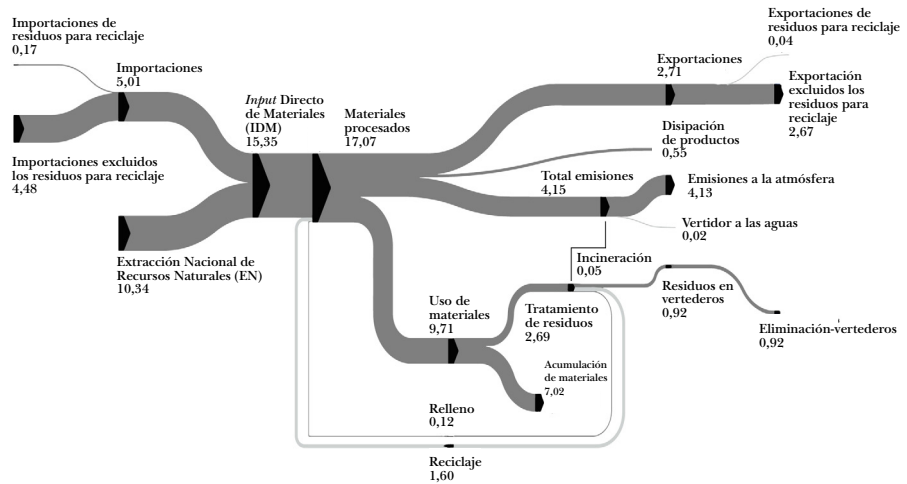 Importaciones de
residuos para reciclaje
0,17
Importaciones
5,01
Importaciones excluidos
los residuos para reciclaje
4,48
Extracción Nacional de
Recursos Naturales (EN)
10,34
Input Directo
de Materiales
(IDM)
15,35
Materiales
procesados
17,07
Exportaciones
2,71
Exportaciones de
residuos para reciclaje
0,04
Exportación
excluidos los
residuos para
reciclaje
2,67
Disipación
de productos
0,55
Total emisiones
4,15
Emisiones a la atmósfera
4,13
Vertidor a las aguas
0,02
Incineración
0,05
Uso de
materiales
9,71
Tratamiento
de residuos
2,69
Residuos en
vertederos
0,92
Eliminación-vertederos
0,92
Acumulación
de materiales
7,02
Relleno
0,12
Reciclaje
1,60